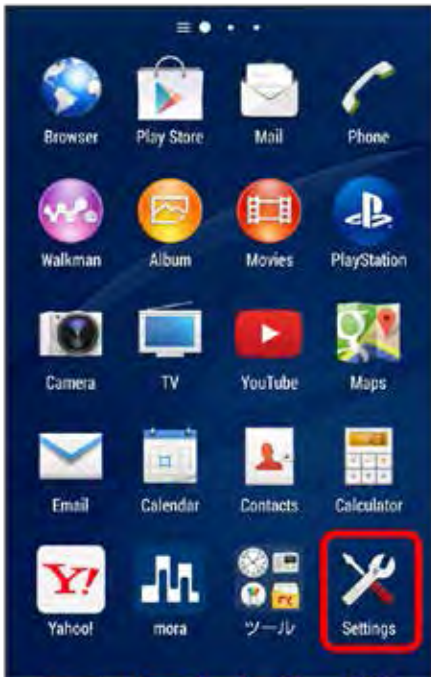 Browser
Play Store
Mail
Phone
Walkman
Album
Movies
PlayStation
Camera
TV
YouTube
Maps
Email
Calendar
Contacts
Calculator
Y!
Yahoo!
mora
ツール
Settings